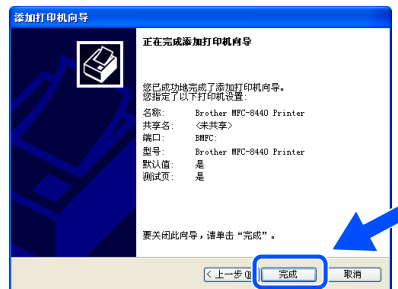 添加打印机向导
正在完成添加打印机向导
您已成功地完成了添加打印机向导。
您指定了以下打印机设置:
名称: Brother MFC-8440 Printer
共享名: <未共享>
端口: BMFC:
型号: Brother MFC-8440 Printer
默认值: 是
测试页: 是
要关闭此向导，请单击“完成”。
<上一步(B) 完成 取消